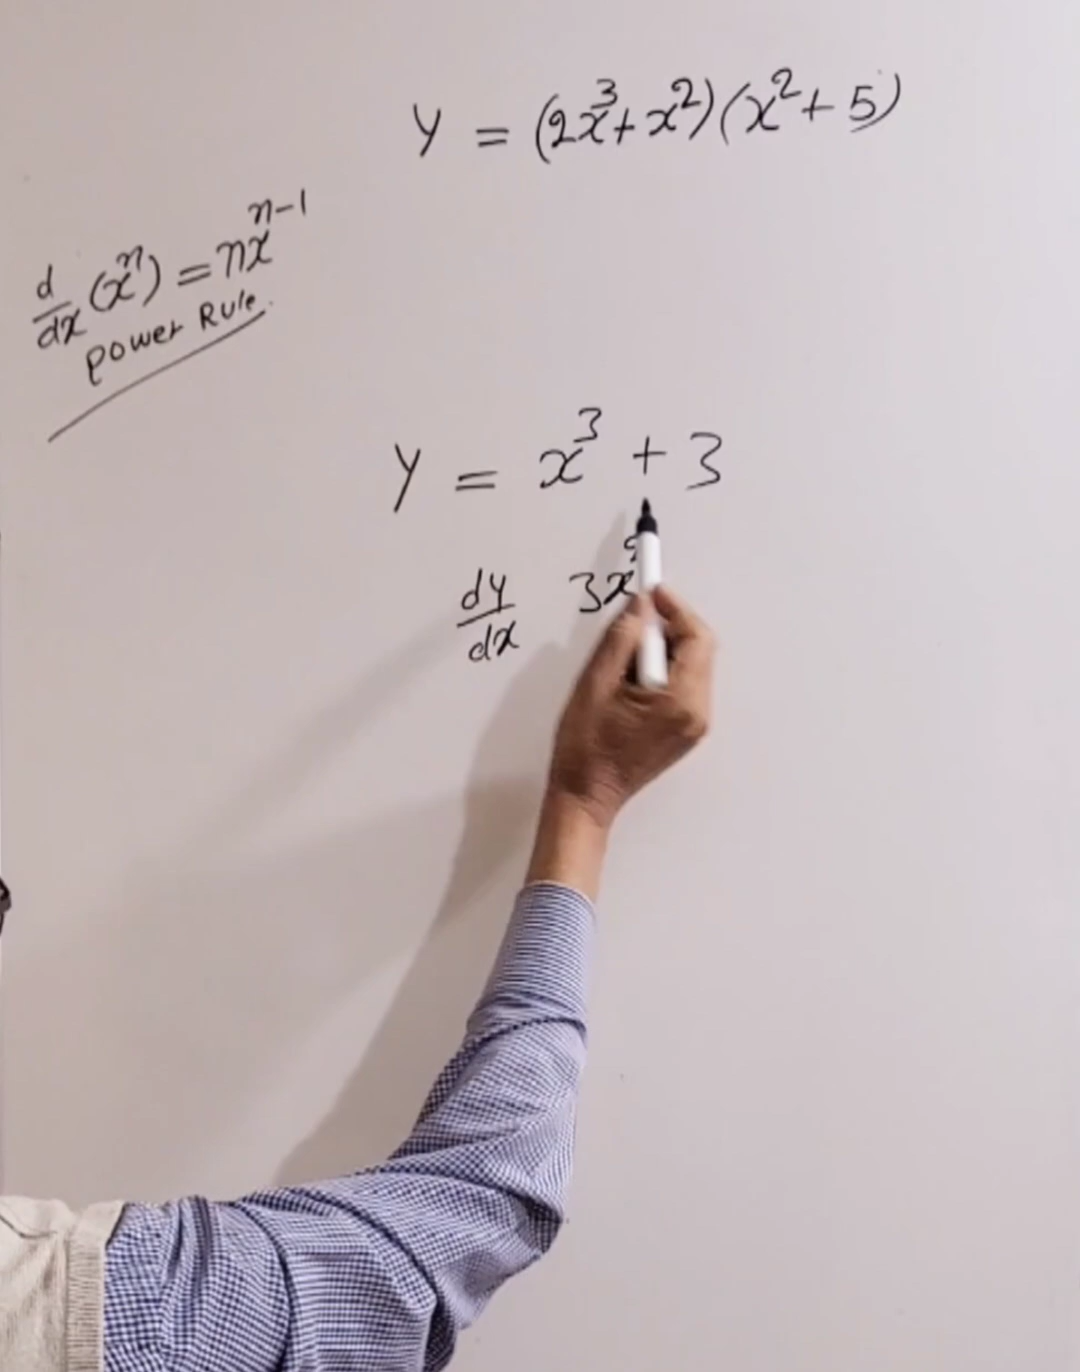 y = (2x³+x²)(x²+5)
d/dx (xⁿ) = nxⁿ⁻¹
power Rule.
y = x³ + 3
dy/dx 3x²